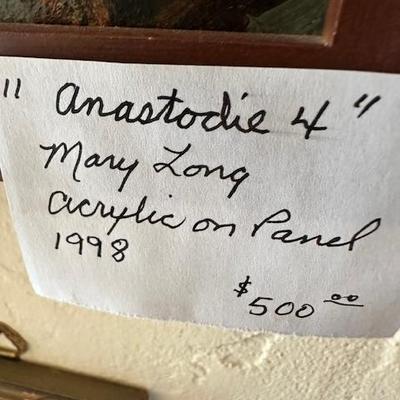 "Anastodie 4"
Mary Long
acrylic on Panel
1998
$500.00